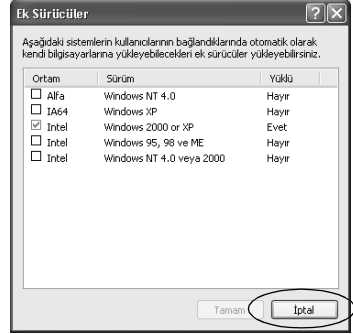 Ek Sürücüler
Aşağıdaki sistemlerin kullanıcılarının bağlandıklarında otomatik olarak
kendi bilgisayarlarına yükleyebilecekleri ek sürücüler yükleyebilirsiniz.
Ortam Sürüm Yüklü
Alfa Windows NT 4.0 Hayır
IA64 Windows XP Hayır
Intel Windows 2000 or XP Evet
Intel Windows 95, 98 ve ME Hayır
Intel Windows NT 4.0 veya 2000 Hayır
Tamam İptal